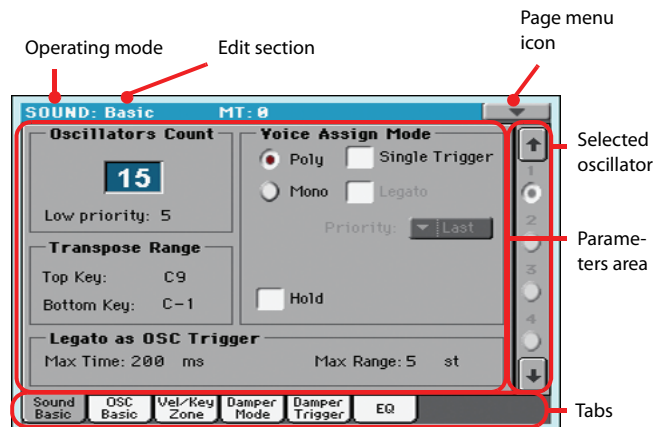 Page menu
icon
Operating mode
Edit section
SOUND: Basic MT: 0
Oscillators Count
15
Low priority: 5
Voice Assign Mode
Poly Single Trigger
Mono Legato
Priority: Last
Hold
Transpose Range
Top Key: C9
Bottom Key: C-1
Legato as OSC Trigger
Max Time: 200 ms Max Range: 5 st
1
2
3
4
Selected
oscillator
Parame-
ters area
Sound
Basic
OSC
Basic
Vel/Key
Zone
Damper
Mode
Damper
Trigger
EQ
Tabs